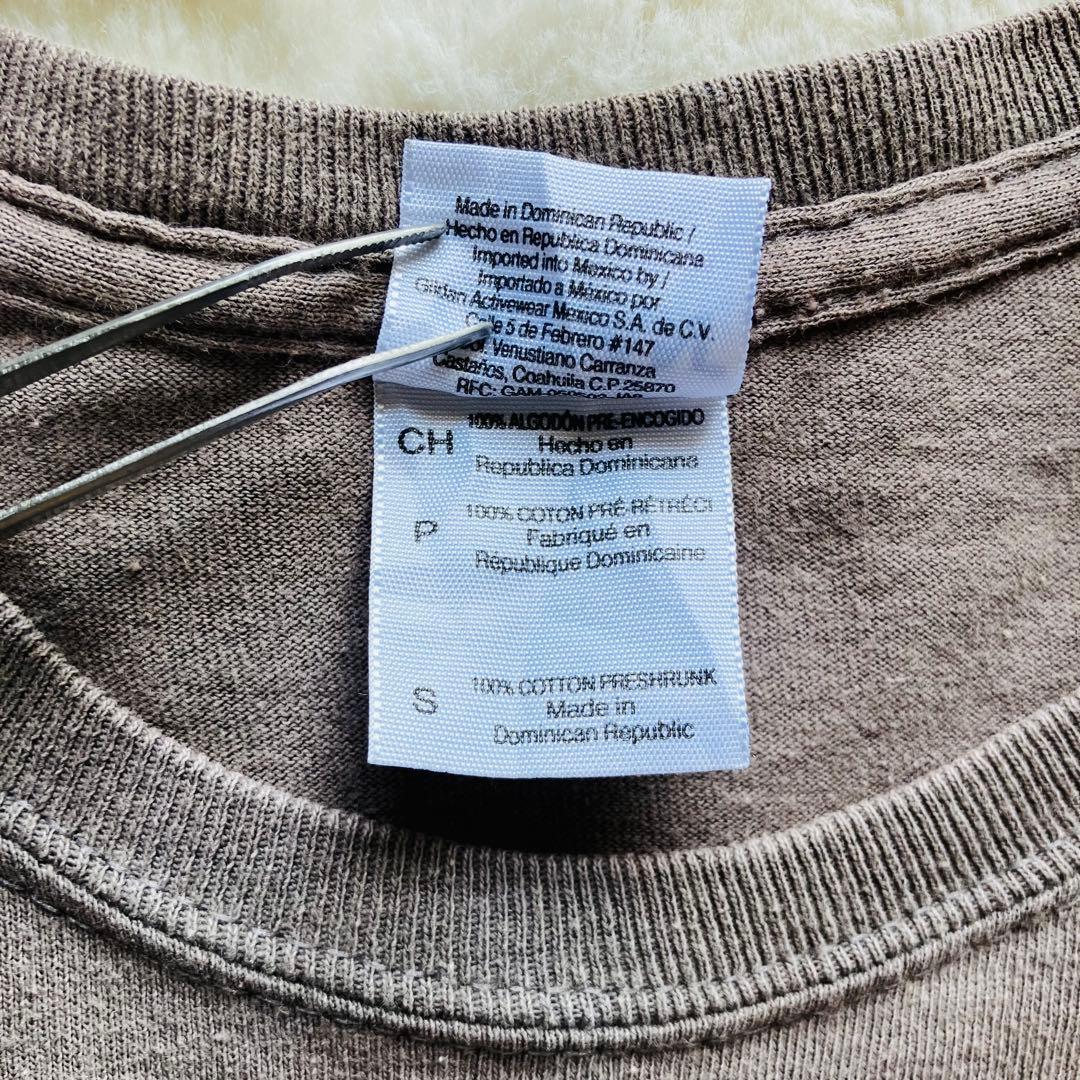 Made in Dominican Republic /
Hecho en Republica Dominicana
Imported into Mexico by /
Importado a México por
Gildan Activewear Mexico S.A. de C.V.
5 de Febrero #147
Venustiano Carranza
Castaños, Coahuila C.P.25870
RFC:
CH
100% ALGODÓN PRE-ENCOGIDO
Hecho en
Republica Dominicana
P
100% COTON PRÉ-RÉTRÉCI
Fabriqué en
République Dominicaine
S
100% COTTON PRESHRUNK
Made in
Dominican Republic